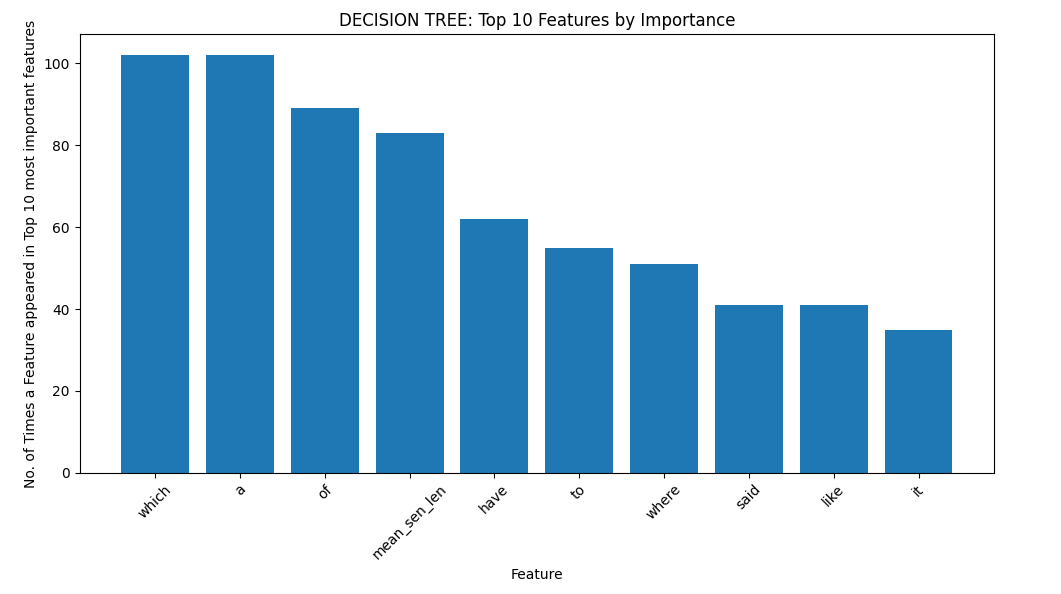 DECISION TREE: Top 10 Features by Importance
No. of Times a Feature appeared in Top 10 most important features
100
80
60
40
20
0
which
a
of
mean_sen_len
have
to
where
said
like
it
Feature